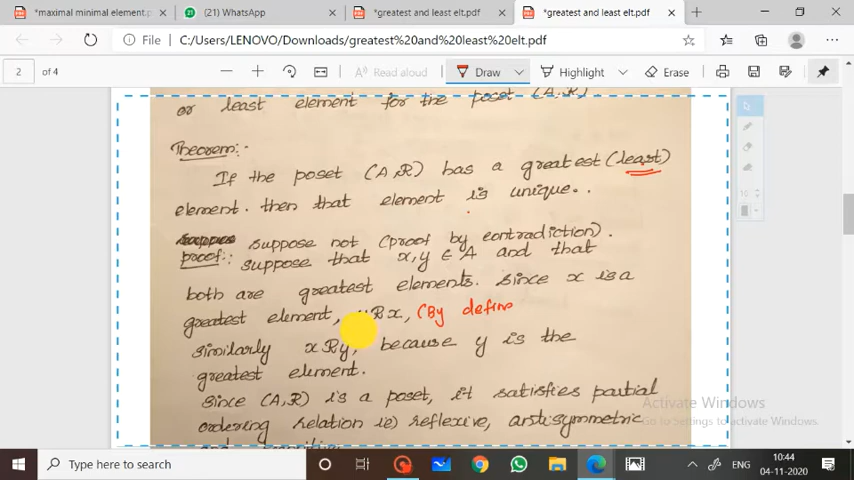 *maximal minimal element.p
(21) WhatsApp
*greatest and least elt.pdf
*greatest and least elt.pdf
File
C:/Users/LENOVO/Downloads/greatest%20and%20least%20elt.pdf
2 of 4
Read aloud
Draw
Highlight
Erase
or least element for the poset (A,R).
Theorem:-
If the poset (A,R) has a greatest (least)
element. then that element is unique..
suppose not (proof by contradiction).
proof:: suppose that x,y ∈ A and that
both are greatest elements. Since x is a
greatest element, yRx, (By defin
similarly xRy, because y is the
greatest element.
Since (A,R) is a poset, it satisfies partial
ordering relation ie) reflexive, antisymmetric
10
Activate Windows
Go to Settings to activate Windows.
Type here to search
ENG
10:44
04-11-2020